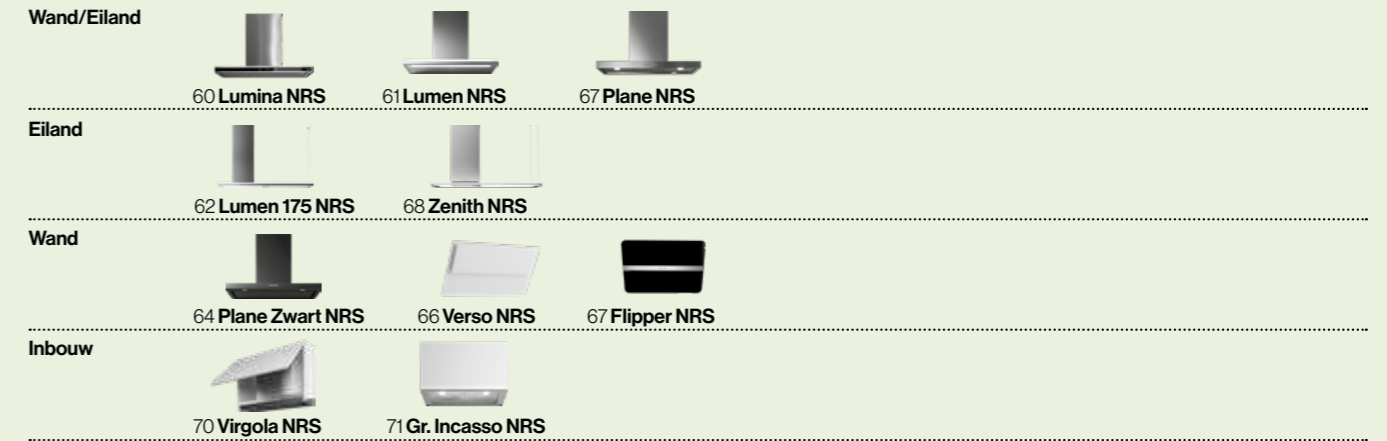 Wand/Eiland
60 Lumina NRS
61 Lumen NRS
67 Plane NRS
Eiland
62 Lumen 175 NRS
68 Zenith NRS
Wand
64 Plane Zwart NRS
66 Verso NRS
67 Flipper NRS
Inbouw
70 Virgola NRS
71 Gr. Incasso NRS